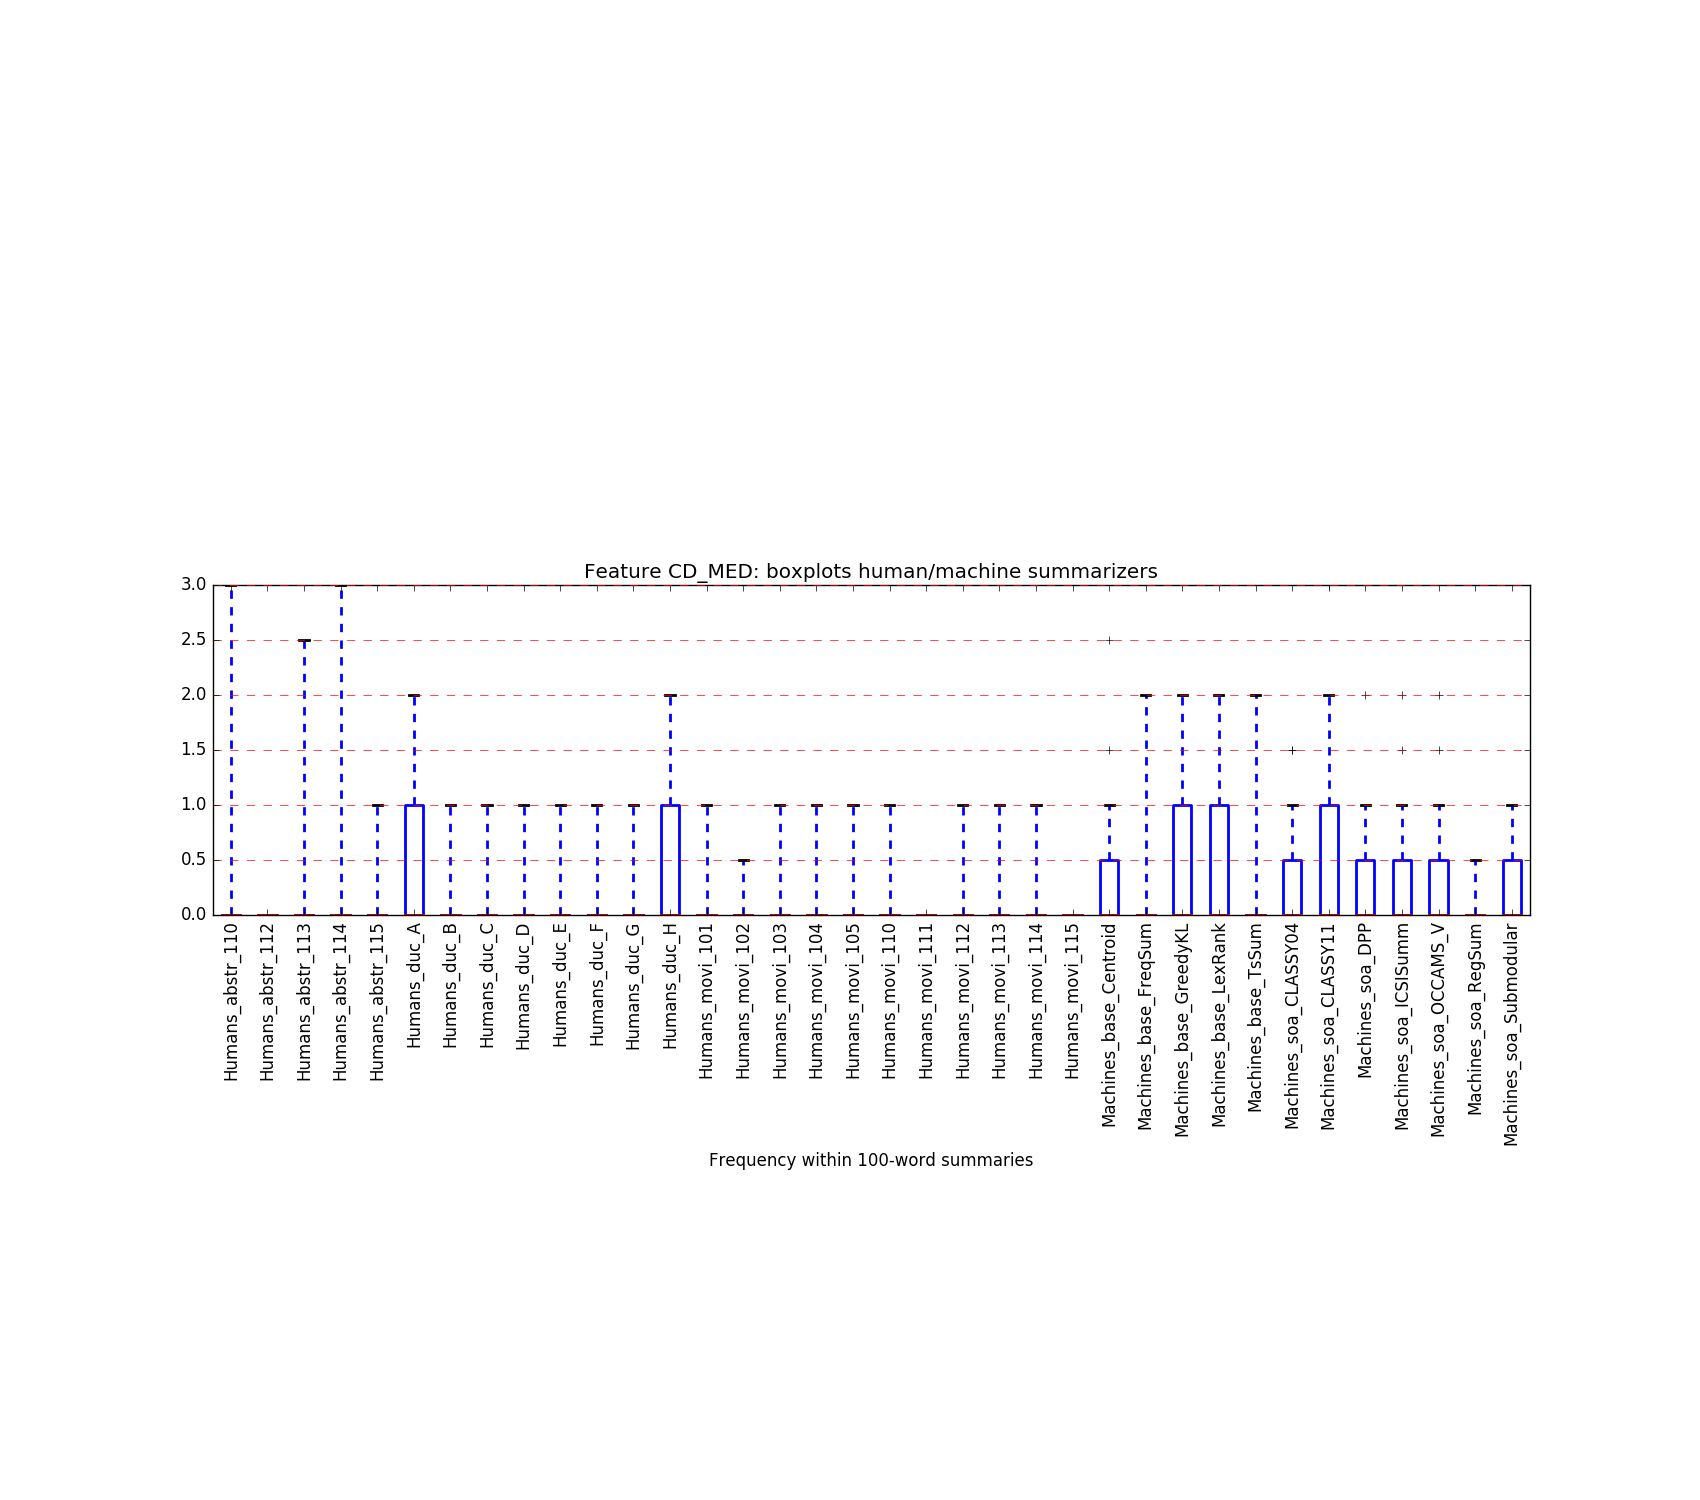 Feature CD_MED: boxplots human/machine summarizers
3.0
2.5
2.0
1.5
1.0
0.5
0.0
Humans_abstr_110
Humans_abstr_112
Humans_abstr_113
Humans_abstr_114
Humans_abstr_115
Humans_duc_A
Humans_duc_B
Humans_duc_C
Humans_duc_D
Humans_duc_E
Humans_duc_F
Humans_duc_G
Humans_duc_H
Humans_movi_101
Humans_movi_102
Humans_movi_103
Humans_movi_104
Humans_movi_105
Humans_movi_110
Humans_movi_111
Humans_movi_112
Humans_movi_113
Humans_movi_114
Humans_movi_115
Machines_base_Centroid
Machines_base_FreqSum
Machines_base_GreedyKL
Machines_base_LexRank
Machines_base_TsSum
Machines_soa_CLASSY04
Machines_soa_CLASSY11
Machines_soa_DPP
Machines_soa_ICSISumm
Machines_soa_OCCAMS_V
Machines_soa_RegSum
Machines_soa_Submodular
Frequency within 100-word summaries